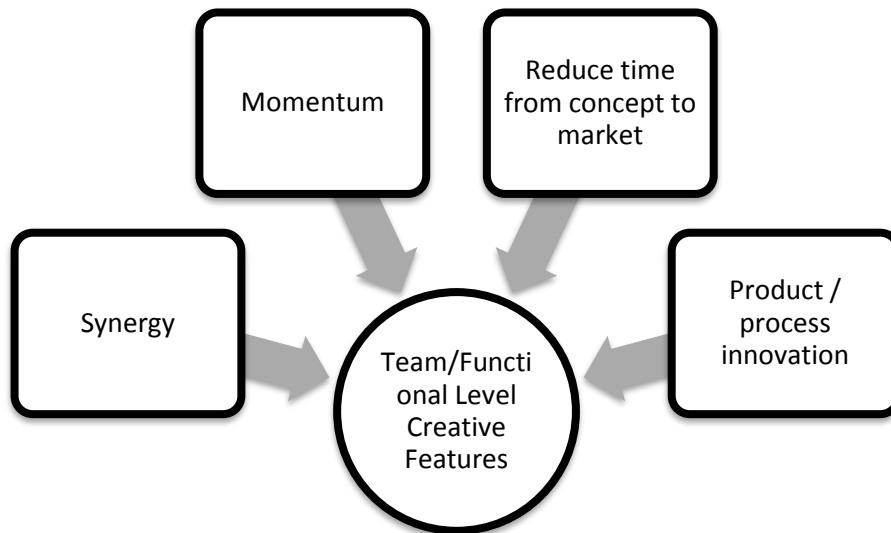 Momentum
Reduce time
from concept to
market
Synergy
Product /
process
innovation
Team/Functi
onal Level
Creative
Features